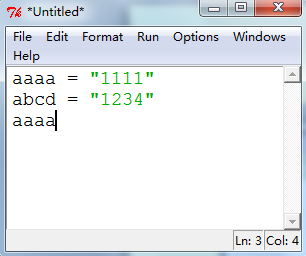 *Untitled*
File Edit Format Run Options Windows
Help
aaaa = "1111"
abcd = "1234"
aaaa
Ln: 3 Col: 4